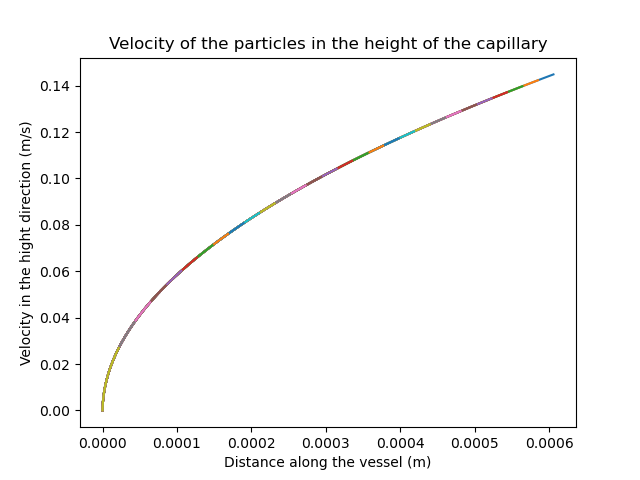 Velocity of the particles in the height of the capillary
0.14
0.12
0.10
0.08
0.06
0.04
0.02
0.00
Velocity in the hight direction (m/s)
0.0000 0.0001 0.0002 0.0003 0.0004 0.0005 0.0006
Distance along the vessel (m)